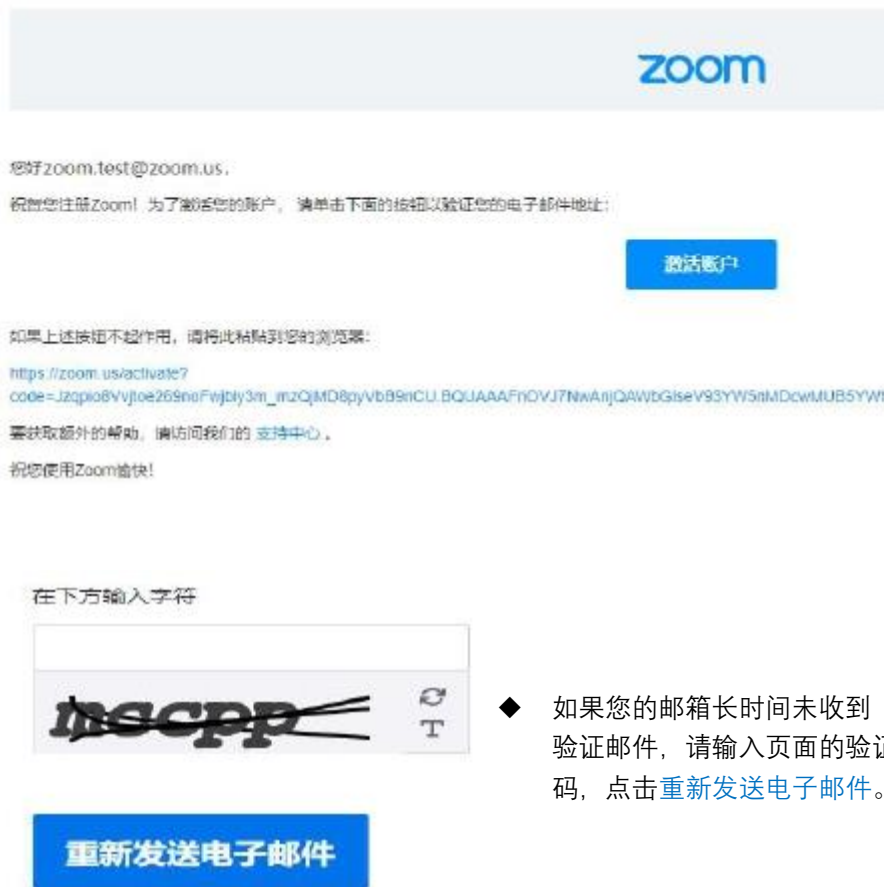 zoom
您好zoom.test@zoom.us，
祝贺您注册Zoom! 为了激活您的账户， 请单击下面的按钮以验证您的电子邮件地址:
激活账户
如果上述按钮不起作用，请将此粘贴到您的浏览器:
https://zoom.us/activate?
要获取额外的帮助，请访问我们的 支持中心 。
祝您使用Zoom愉快!
在下方输入字符
T
◆ 如果您的邮箱长时间未收到
验证邮件，请输入页面的验证
码，点击重新发送电子邮件。
重新发送电子邮件